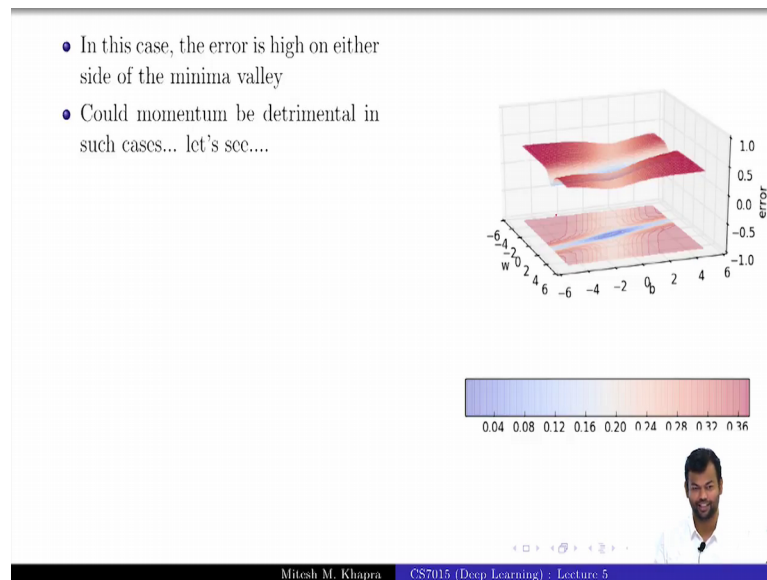 In this case, the error is high on either
side of the minima valley
Could momentum be detrimental in
such cases... let's see....
1.0
0.5
0.0
−0.5
−1.0
error
−6
−4
−2
0
2
4
6
w
−6
−4
−2
0
2
4
6
b
0.04 0.08 0.12 0.16 0.20 0.24 0.28 0.32 0.36
Mitesh M. Khapra CS7015 (Deep Learning) : Lecture 5